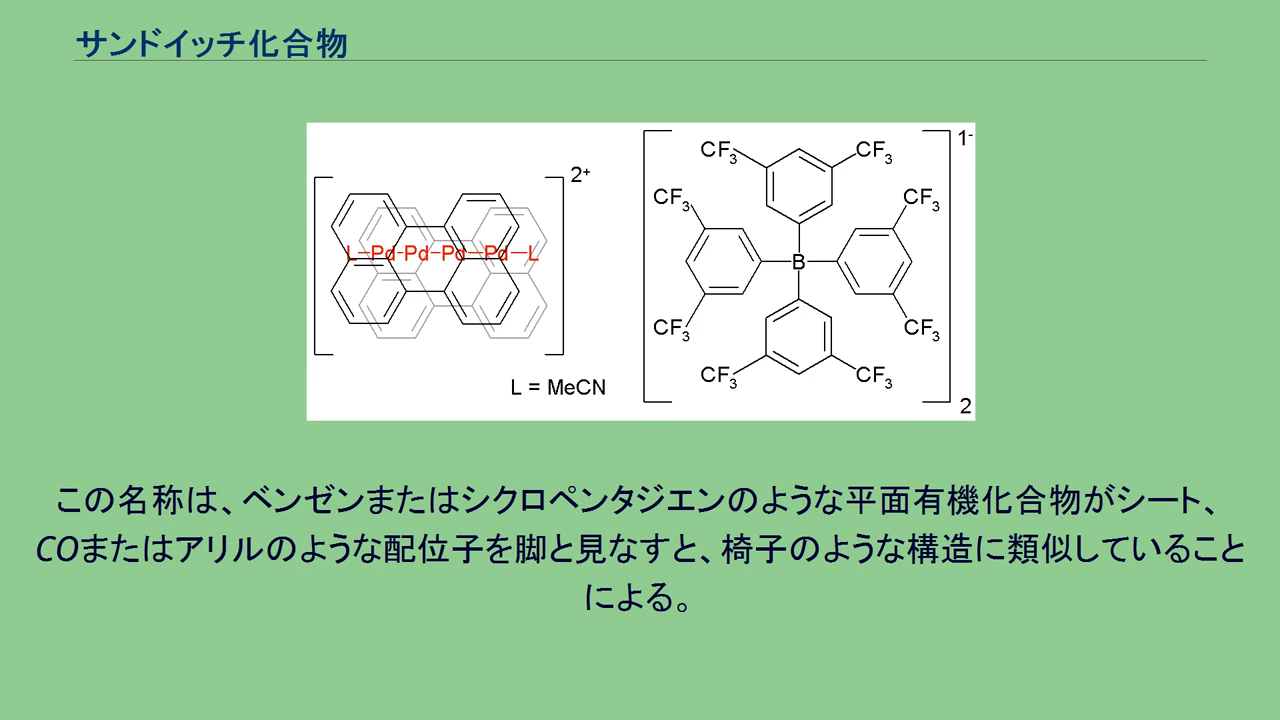 サンドイッチ化合物
2+
L-Pd-Pd-Pd-Pd-L
L = MeCN
1-
CF3 CF3
CF3 CF3
B
CF3 CF3
CF3 CF3
2
この名称は、ベンゼンまたはシクロペンタジエンのような平面有機化合物がシート、
COまたはアリルのような配位子を脚と見なすと、椅子のような構造に類似していること
による。